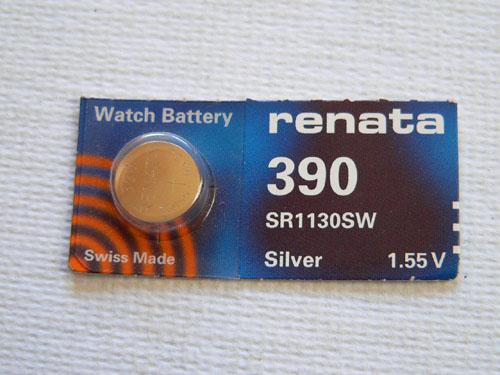 Watch Battery
Swiss Made
renata
390
SR1130SW
Silver 1.55 V